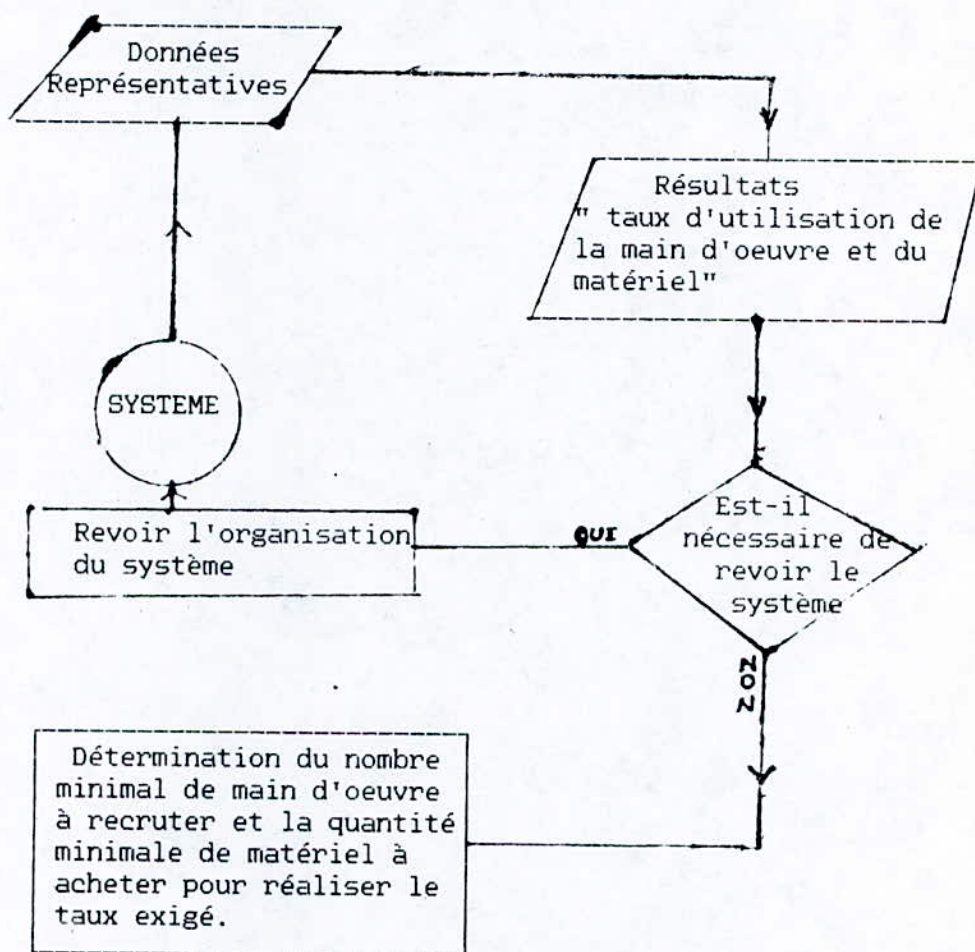 Données
Représentatives
Résultats
" taux d'utilisation de
la main d'oeuvre et du
matériel"
SYSTEME
Revoir l'organisation
du système
OUI
Est-il
nécessaire de
revoir le
système
NON
Détermination du nombre
minimal de main d'oeuvre
à recruter et la quantité
minimale de matériel à
acheter pour réaliser le
taux exigé.